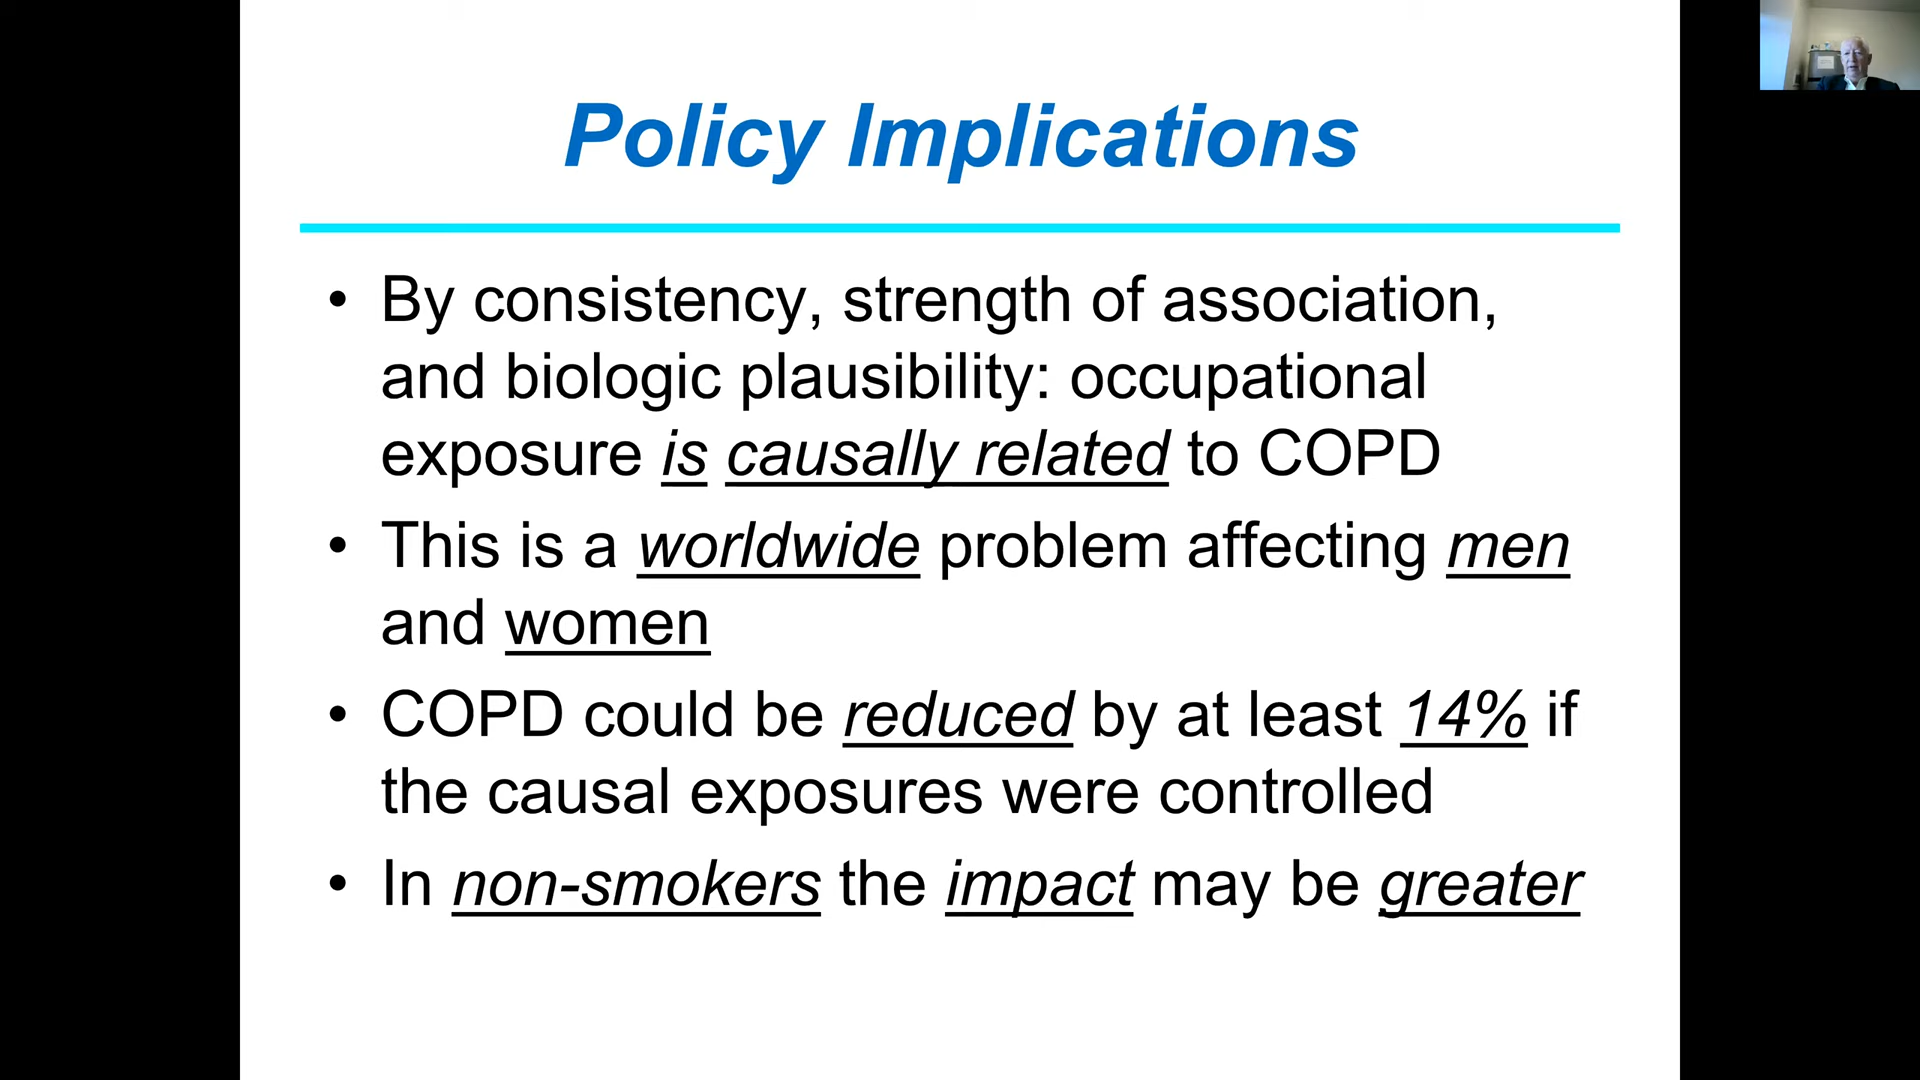 Policy Implications
• By consistency, strength of association,
and biologic plausibility: occupational
exposure is causally related to COPD
• This is a worldwide problem affecting men
and women
• COPD could be reduced by at least 14% if
the causal exposures were controlled
• In non-smokers the impact may be greater